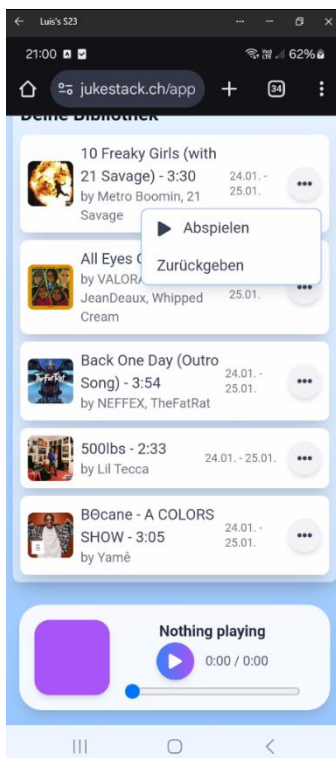 Luis's S23
21:00
62%
jukestack.ch/app
34
Deine Bibliothek
10 Freaky Girls (with
21 Savage) - 3:30
by Metro Boomin, 21
Savage
24.01. -
25.01.
Abspielen
Zurückgeben
All Eyes
by VALOR
JeanDeaux, Whipped
Cream
25.01.
Back One Day (Outro
Song) - 3:54
by NEFFEX, TheFatRat
24.01. -
25.01.
500lbs - 2:33
by Lil Tecca
24.01. - 25.01.
BΘcane - A COLORS
SHOW - 3:05
by Yamê
24.01. -
25.01.
Nothing playing
0:00 / 0:00